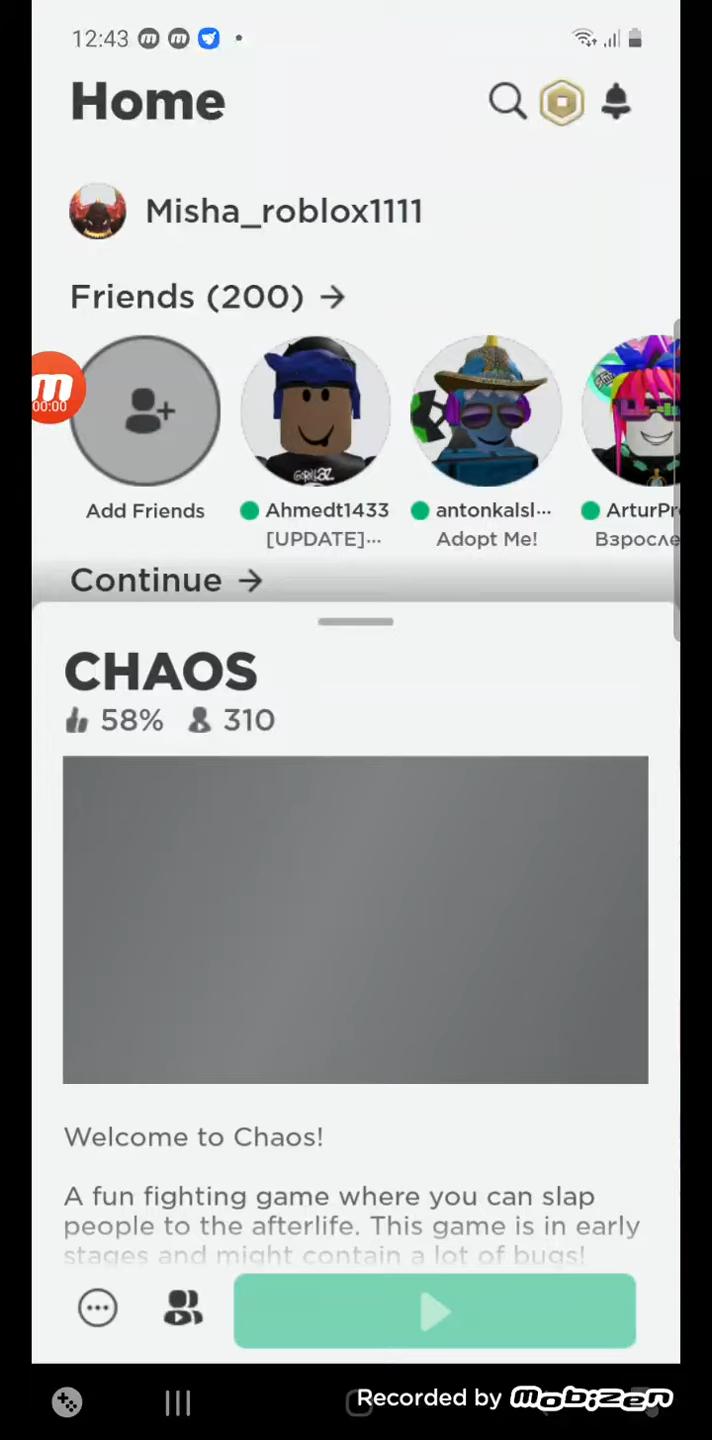 12:43
Home
Misha_roblox1111
Friends (200) →
00:00
GORILLAZ
Add Friends
Ahmedt1433
antonkalsl...
ArturPr
[UPDATE]...
Adopt Me!
Взросле
Continue →
CHAOS
58% 310
Welcome to Chaos!
A fun fighting game where you can slap
people to the afterlife. This game is in early
stages and might contain a lot of bugs!
Recorded by mobizen